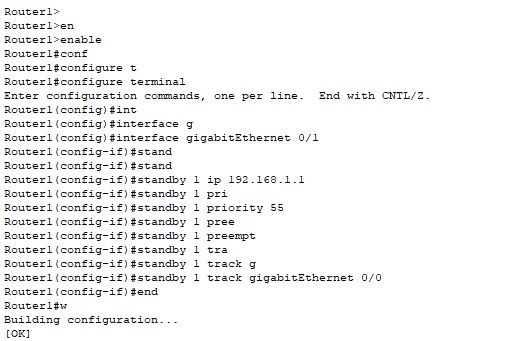 Router1>
Router1>en
Router1>enable
Router1#conf
Router1#configure t
Router1#configure terminal
Enter configuration commands, one per line.  End with CNTL/Z.
Router1(config)#int
Router1(config)#interface g
Router1(config)#interface gigabitEthernet 0/1
Router1(config-if)#stand
Router1(config-if)#stand
Router1(config-if)#standby 1 ip 192.168.1.1
Router1(config-if)#standby 1 pri
Router1(config-if)#standby 1 priority 55
Router1(config-if)#standby 1 pree
Router1(config-if)#standby 1 preempt
Router1(config-if)#standby 1 tra
Router1(config-if)#standby 1 track g
Router1(config-if)#standby 1 track gigabitEthernet 0/0
Router1(config-if)#end
Router1#w
Building configuration...
[OK]